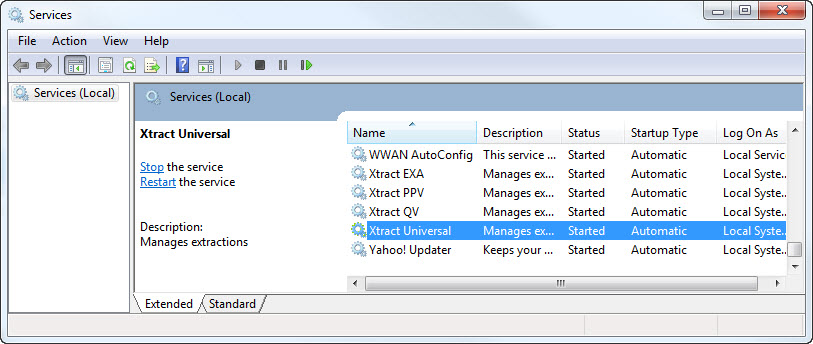 Services
File Action View Help
Services (Local)
Services (Local)
Xtract Universal
Stop the service
Restart the service
Description:
Manages extractions
Name Description Status Startup Type Log On As
WWAN AutoConfig This service ... Started Automatic Local Servic
Xtract EXA Manages ex... Started Automatic Local Syste...
Xtract PPV Manages ex... Started Automatic Local Syste...
Xtract QV Manages ex... Started Automatic Local Syste...
Xtract Universal Manages ex... Started Automatic Local Syste...
Yahoo! Updater Keeps your ... Started Automatic Local Syste...
Extended Standard